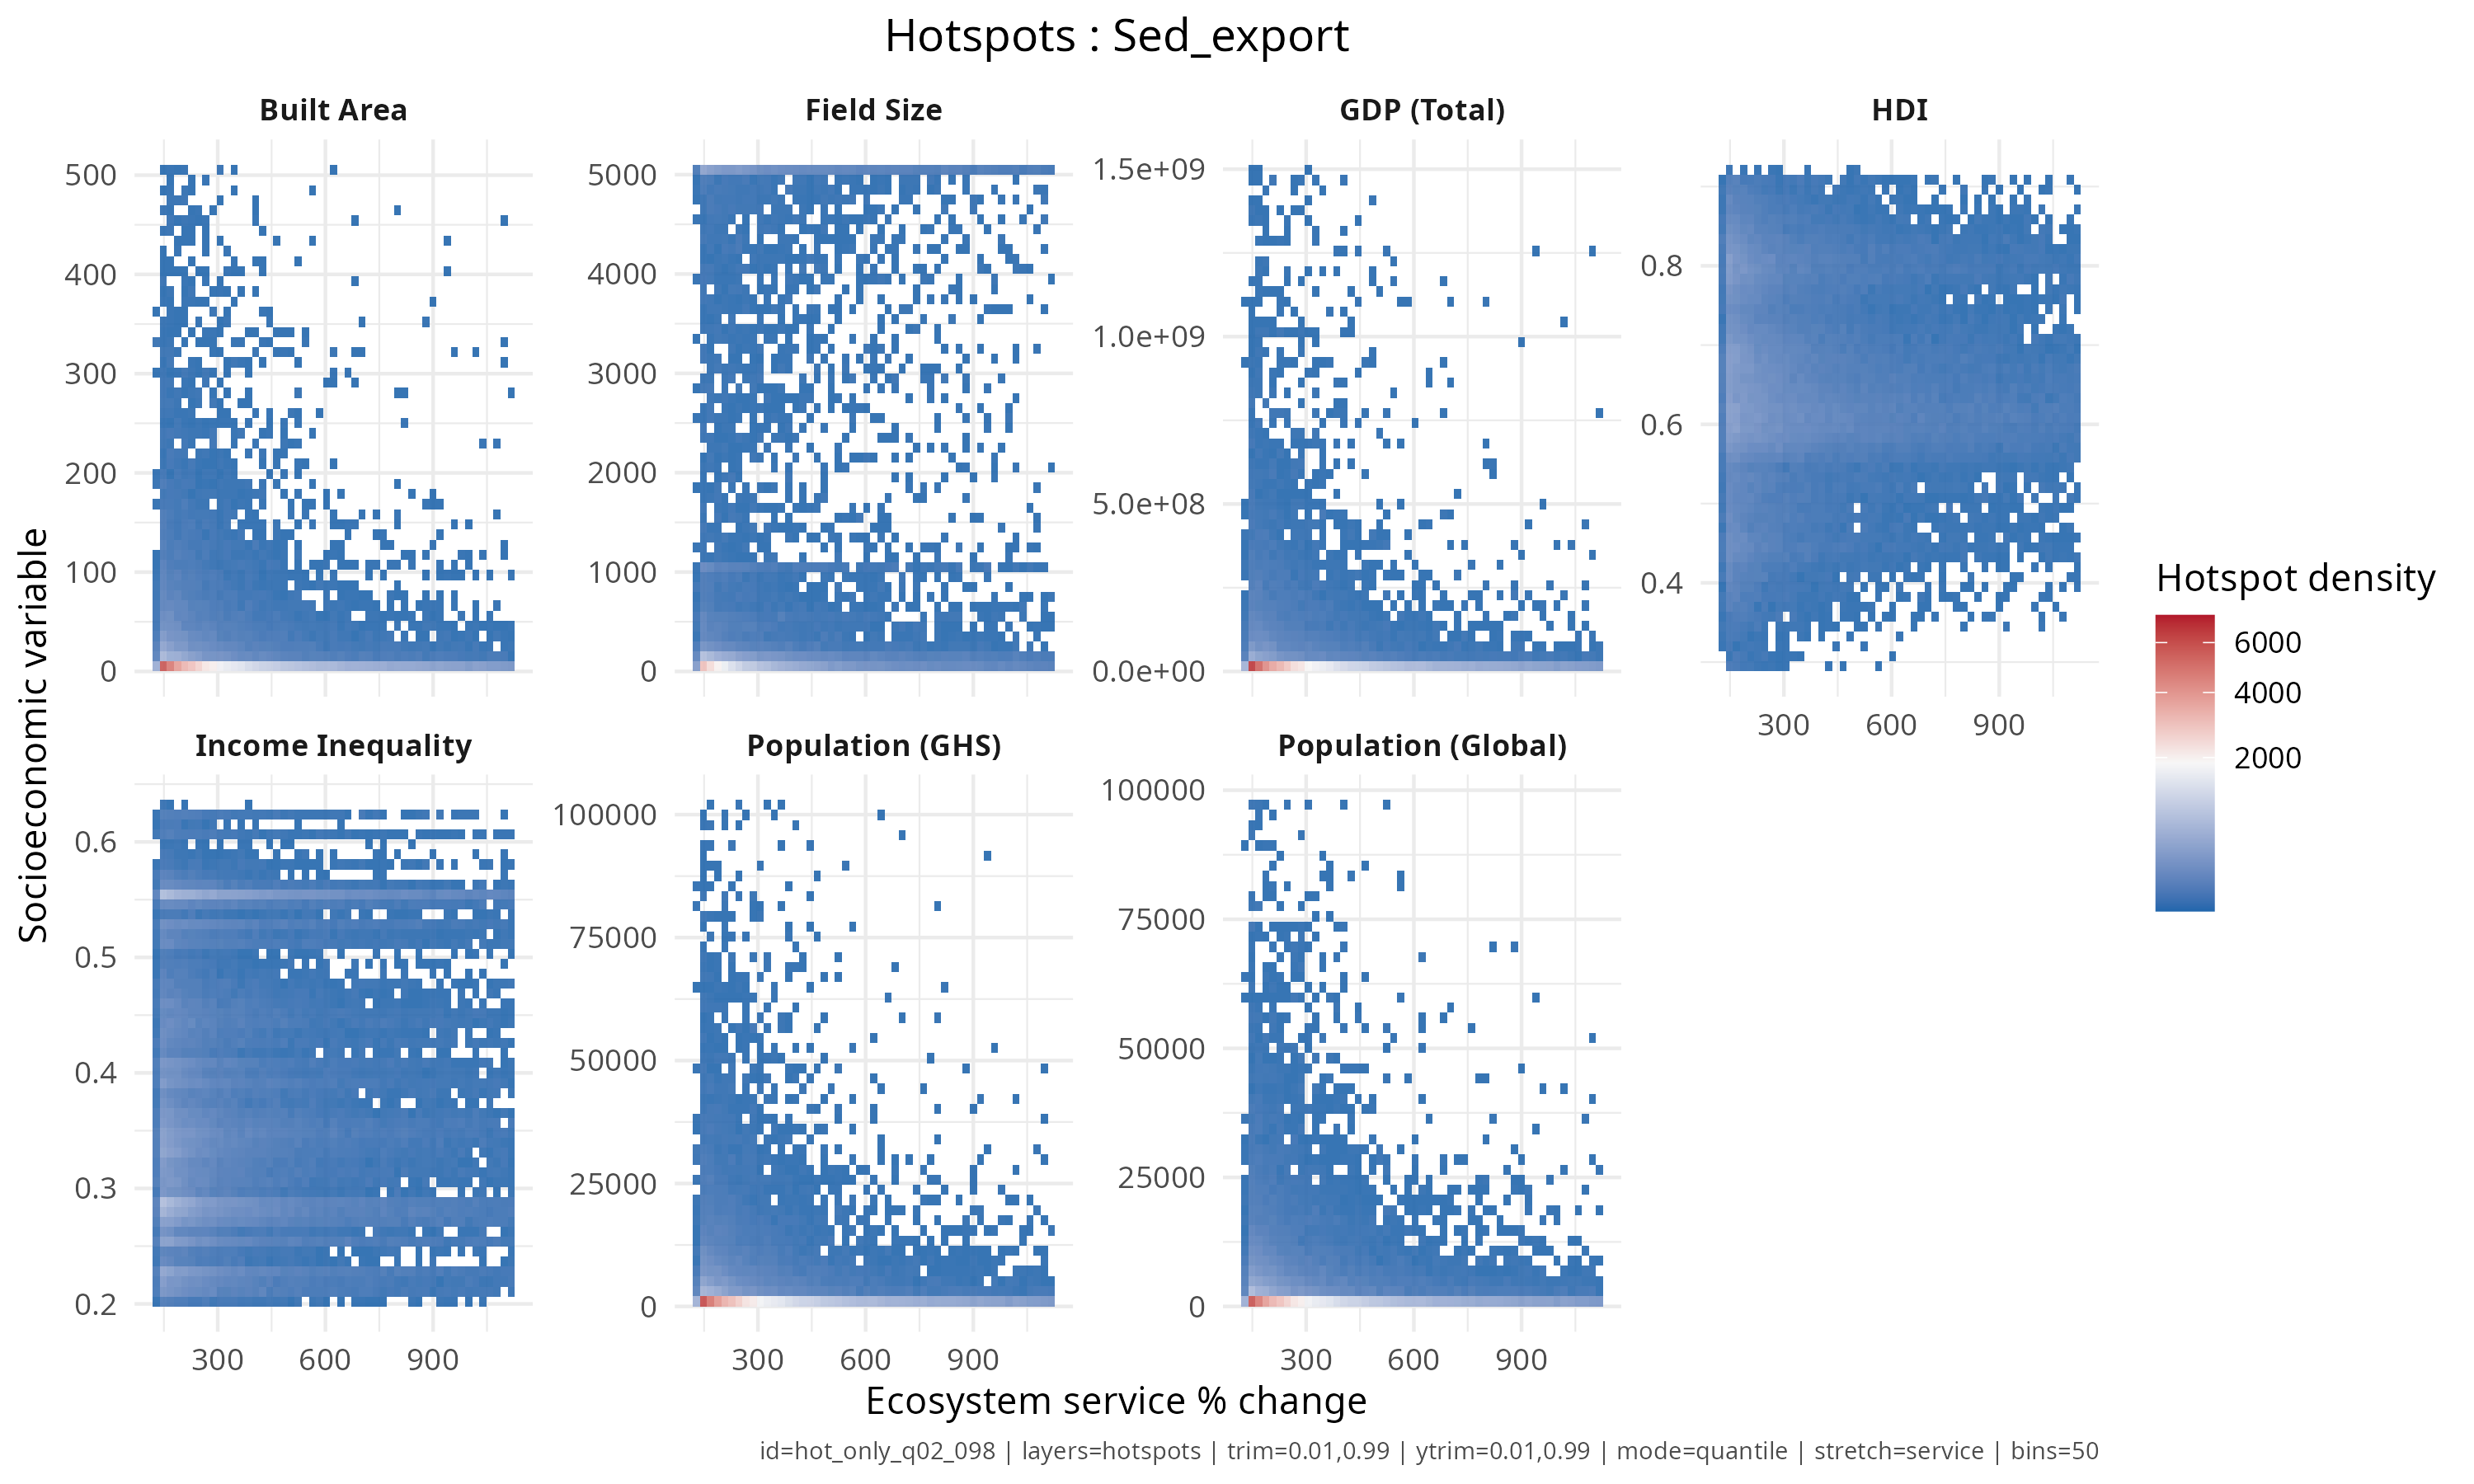 Hotspots : Sed_export
Built Area
Field Size
GDP (Total)
HDI
500
400
300
200
100
0
5000
4000
3000
2000
1000
0
1.5e+09
1.0e+09
5.0e+08
0.0e+00
0.8
0.6
0.4
300 600 900
Socioeconomic variable
Income Inequality
Population (GHS)
Population (Global)
0.6
0.5
0.4
0.3
0.2
100000
75000
50000
25000
0
100000
75000
50000
25000
0
300 600 900
300 600 900
300 600 900
Ecosystem service % change
Hotspot density
6000
4000
2000
id=hot_only_q02_098 | layers=hotspots | trim=0.01,0.99 | ytrim=0.01,0.99 | mode=quantile | stretch=service | bins=50